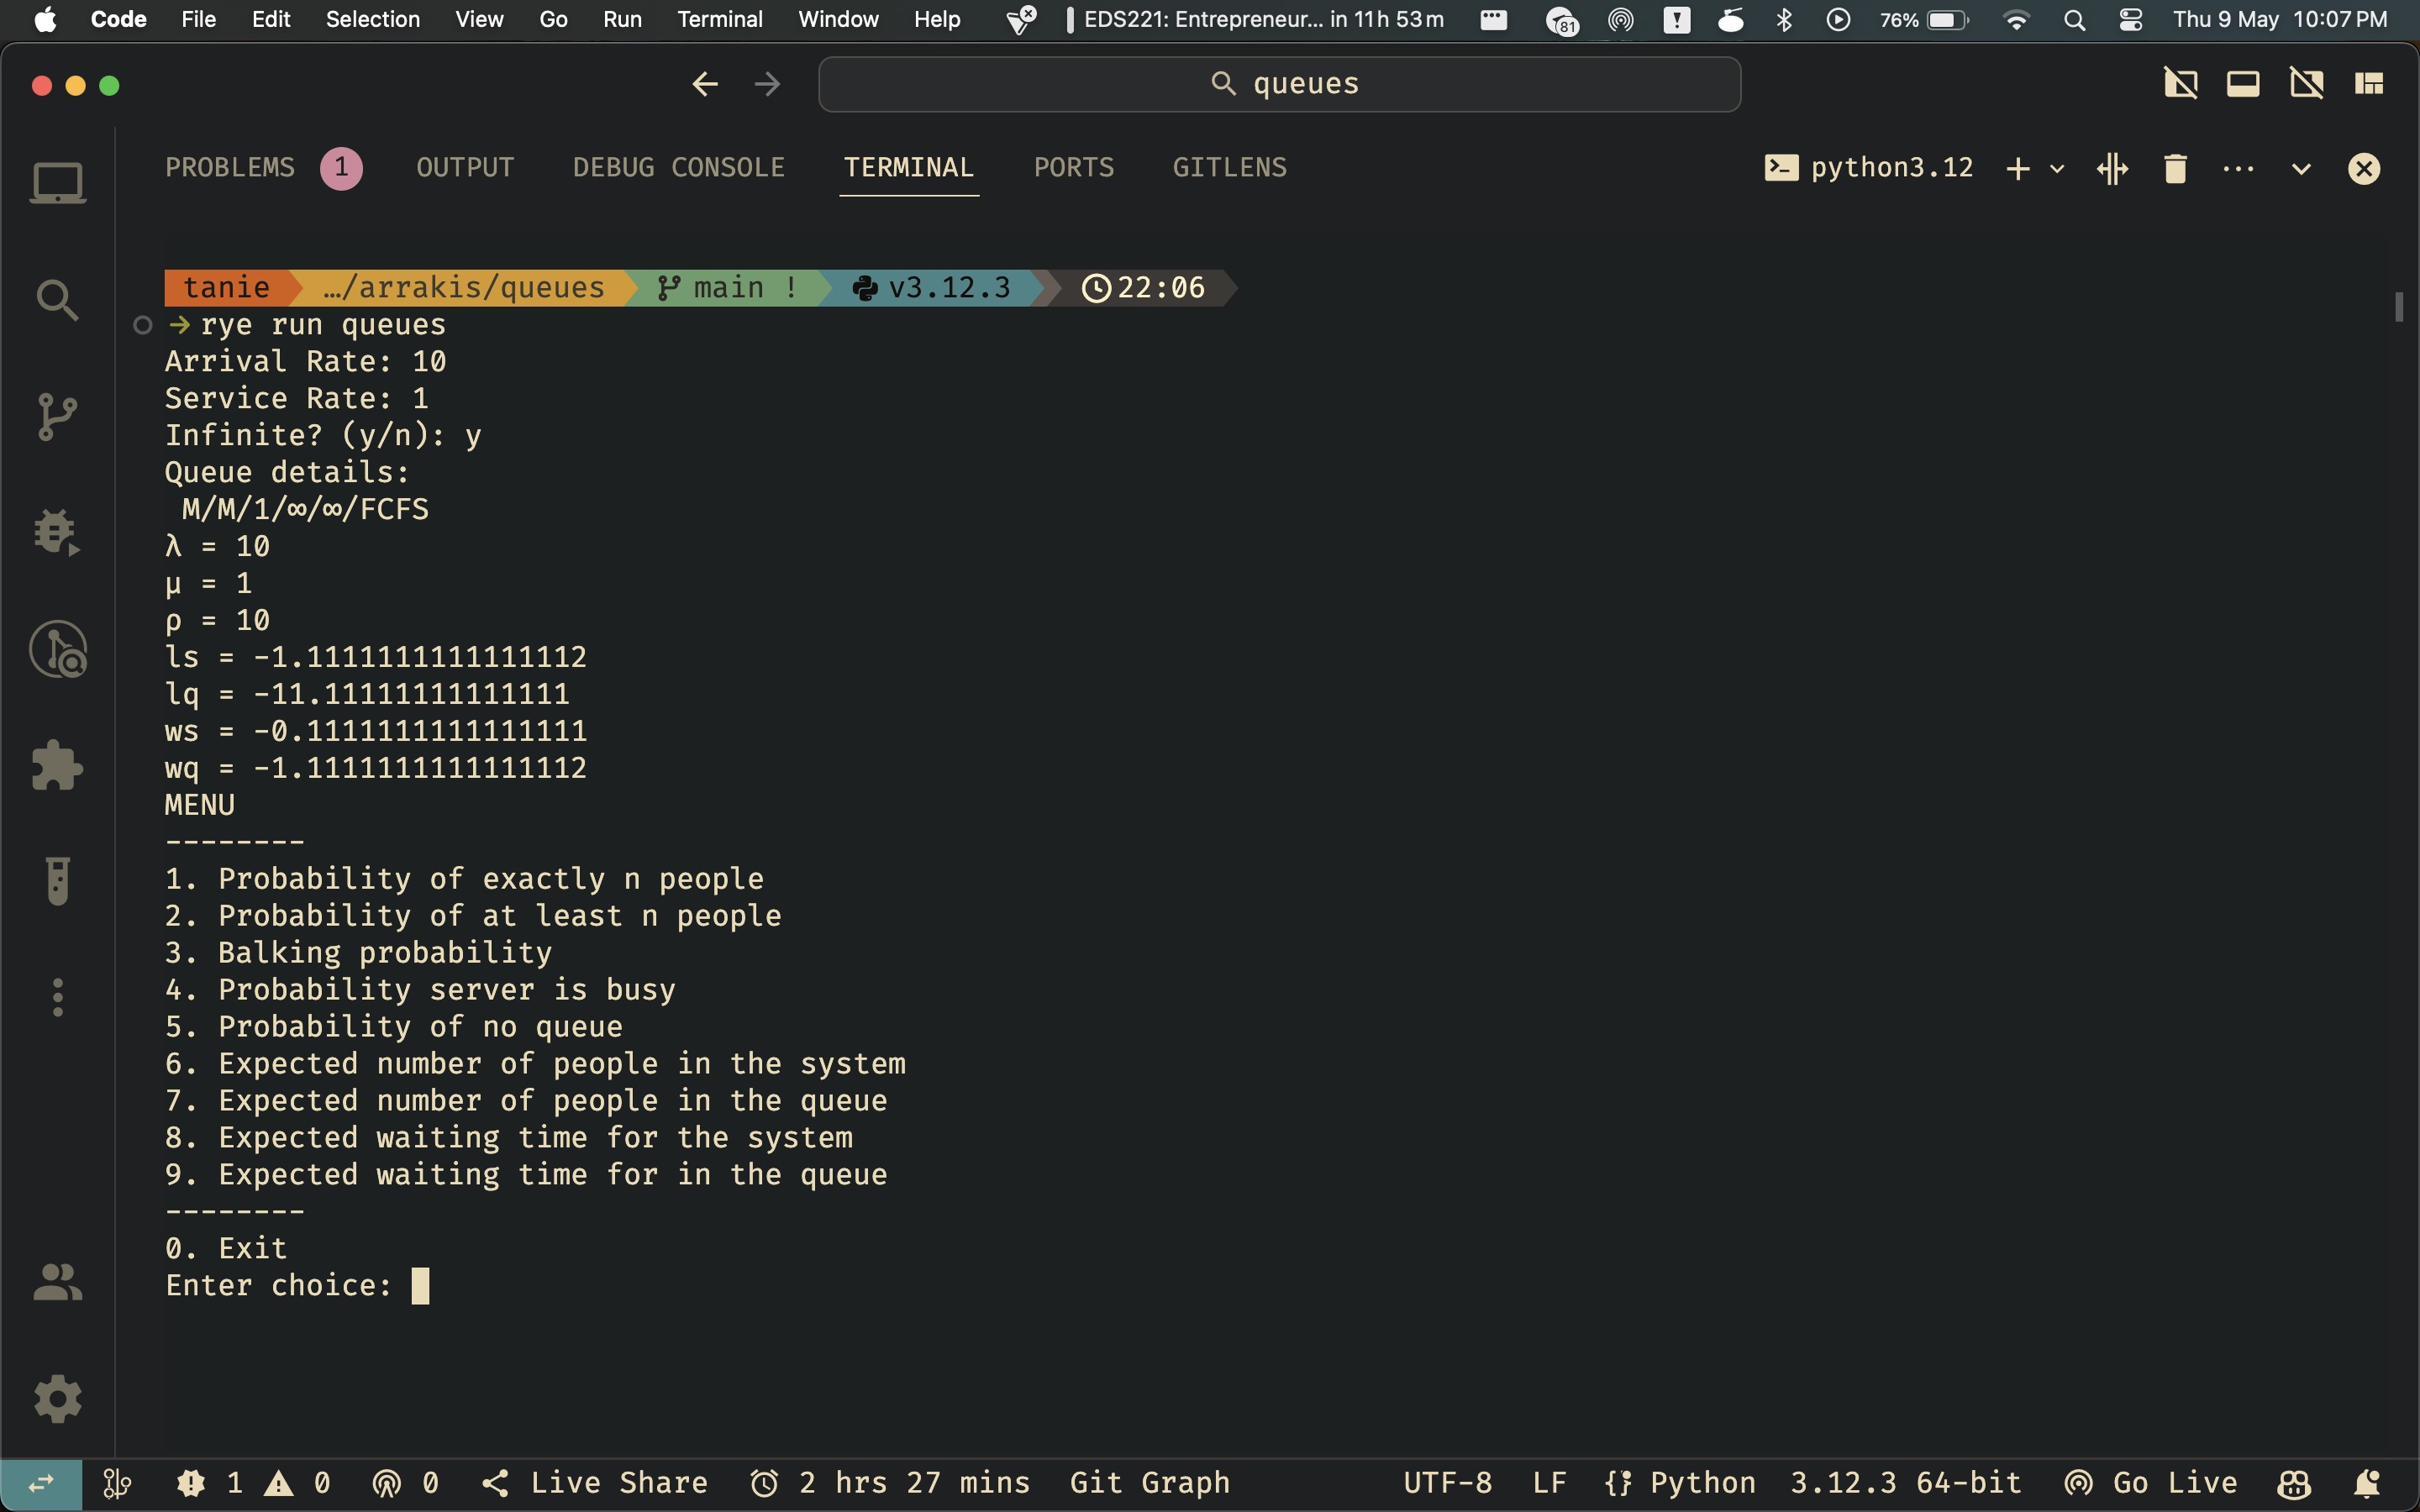 Code File Edit Selection View Go Run Terminal Window Help EDS221: Entrepreneur... in 11h 53m 81 76% Thu 9 May 10:07 PM
queues
PROBLEMS 1 OUTPUT DEBUG CONSOLE TERMINAL PORTS GITLENS python3.12
tanie …/arrakis/queues main ! v3.12.3 22:06
→ rye run queues
Arrival Rate: 10
Service Rate: 1
Infinite? (y/n): y
Queue details:
M/M/1/∞/∞/FCFS
λ = 10
μ = 1
ρ = 10
ls = -1.1111111111111112
lq = -11.11111111111111
ws = -0.1111111111111111
wq = -1.1111111111111112
MENU
--------
1. Probability of exactly n people
2. Probability of at least n people
3. Balking probability
4. Probability server is busy
5. Probability of no queue
6. Expected number of people in the system
7. Expected number of people in the queue
8. Expected waiting time for the system
9. Expected waiting time for in the queue
--------
0. Exit
Enter choice:
1 0 0 Live Share 2 hrs 27 mins Git Graph UTF-8 LF Python 3.12.3 64-bit Go Live